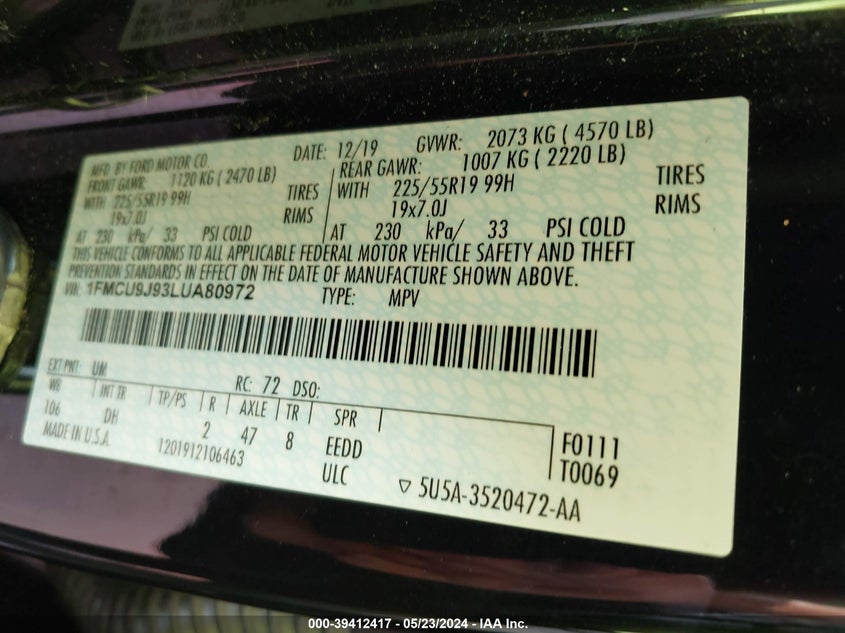 MFD. BY FORD MOTOR CO. DATE: 12/19 GVWR: 2073 KG ( 4570 LB)
FRONT GAWR: 1120 KG ( 2470 LB) REAR GAWR: 1007 KG ( 2220 LB)
WITH 225/55R19 99H TIRES WITH 225/55R19 99H TIRES
19x7.0J RIMS 19x7.0J RIMS
AT 230 kPa/ 33 PSI COLD AT 230 kPa/ 33 PSI COLD
THIS VEHICLE CONFORMS TO ALL APPLICABLE FEDERAL MOTOR VEHICLE SAFETY AND THEFT
PREVENTION STANDARDS IN EFFECT ON THE DATE OF MANUFACTURE SHOWN ABOVE.
VIN: 1FMCU9J93LUA80972 TYPE: MPV
EXT PNT: UM RC: 72 DSO:
WB INT TR TP/PS R AXLE TR SPR
106 DH 2 47 8 EEDD F0111
MADE IN U.S.A. 1201912106463 ULC T0069
▽ 5U5A-3520472-AA
000-39412417 - 05/23/2024 - IAA Inc.